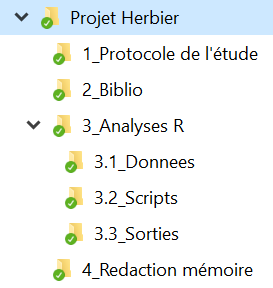 Projet Herbier
1_Protocole de l'étude
2_Biblio
3_Analyses R
3.1_Donnees
3.2_Scripts
3.3_Sorties
4_Redaction mémoire